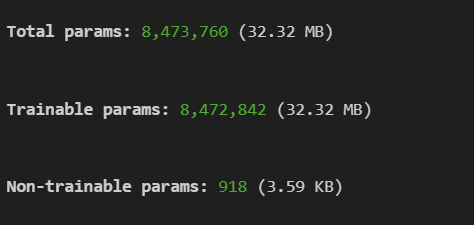 Total params: 8,473,760 (32.32 MB)
Trainable params: 8,472,842 (32.32 MB)
Non-trainable params: 918 (3.59 KB)